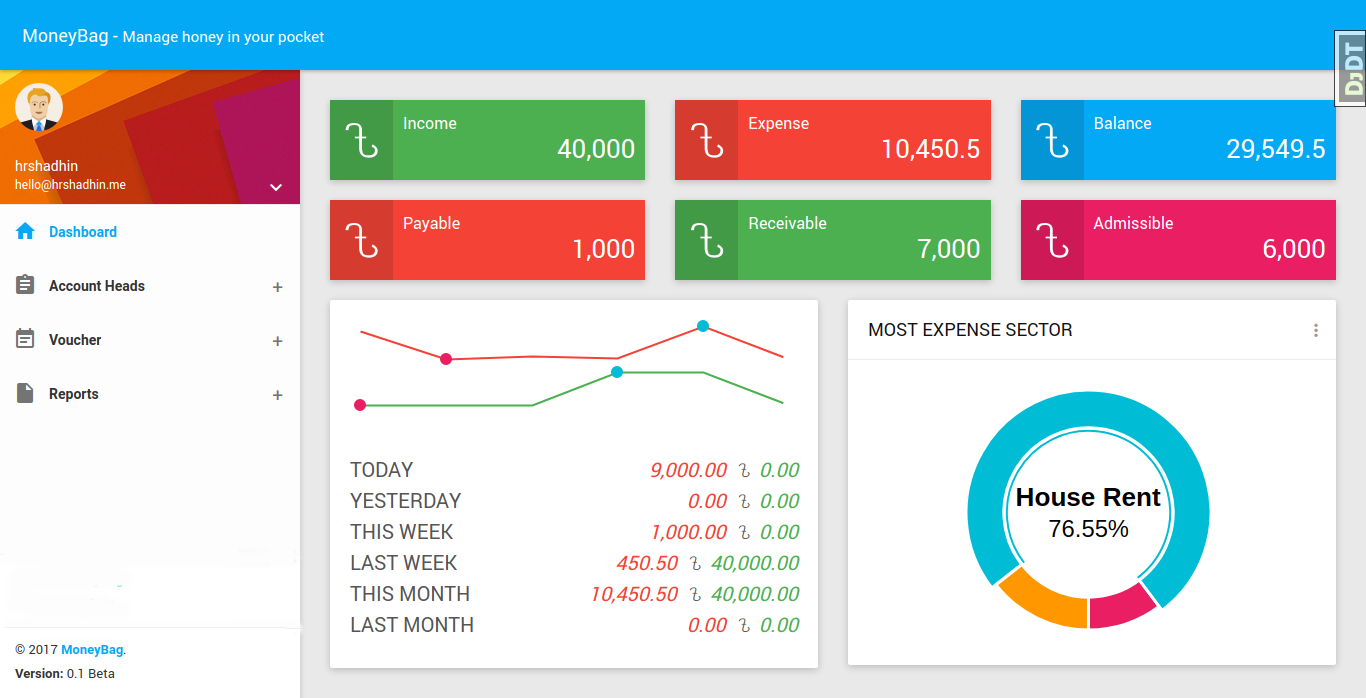 MoneyBag - Manage honey in your pocket
DjDT
hrshadhin
hello@hrshadhin.me
Dashboard
Account Heads +
Voucher +
Reports +
© 2017 MoneyBag.
Version: 0.1 Beta
Income
40,000
Expense
10,450.5
Balance
29,549.5
Payable
1,000
Receivable
7,000
Admissible
6,000
TODAY 9,000.00 ৳ 0.00
YESTERDAY 0.00 ৳ 0.00
THIS WEEK 1,000.00 ৳ 0.00
LAST WEEK 450.50 ৳ 40,000.00
THIS MONTH 10,450.50 ৳ 40,000.00
LAST MONTH 0.00 ৳ 0.00
MOST EXPENSE SECTOR
House Rent
76.55%